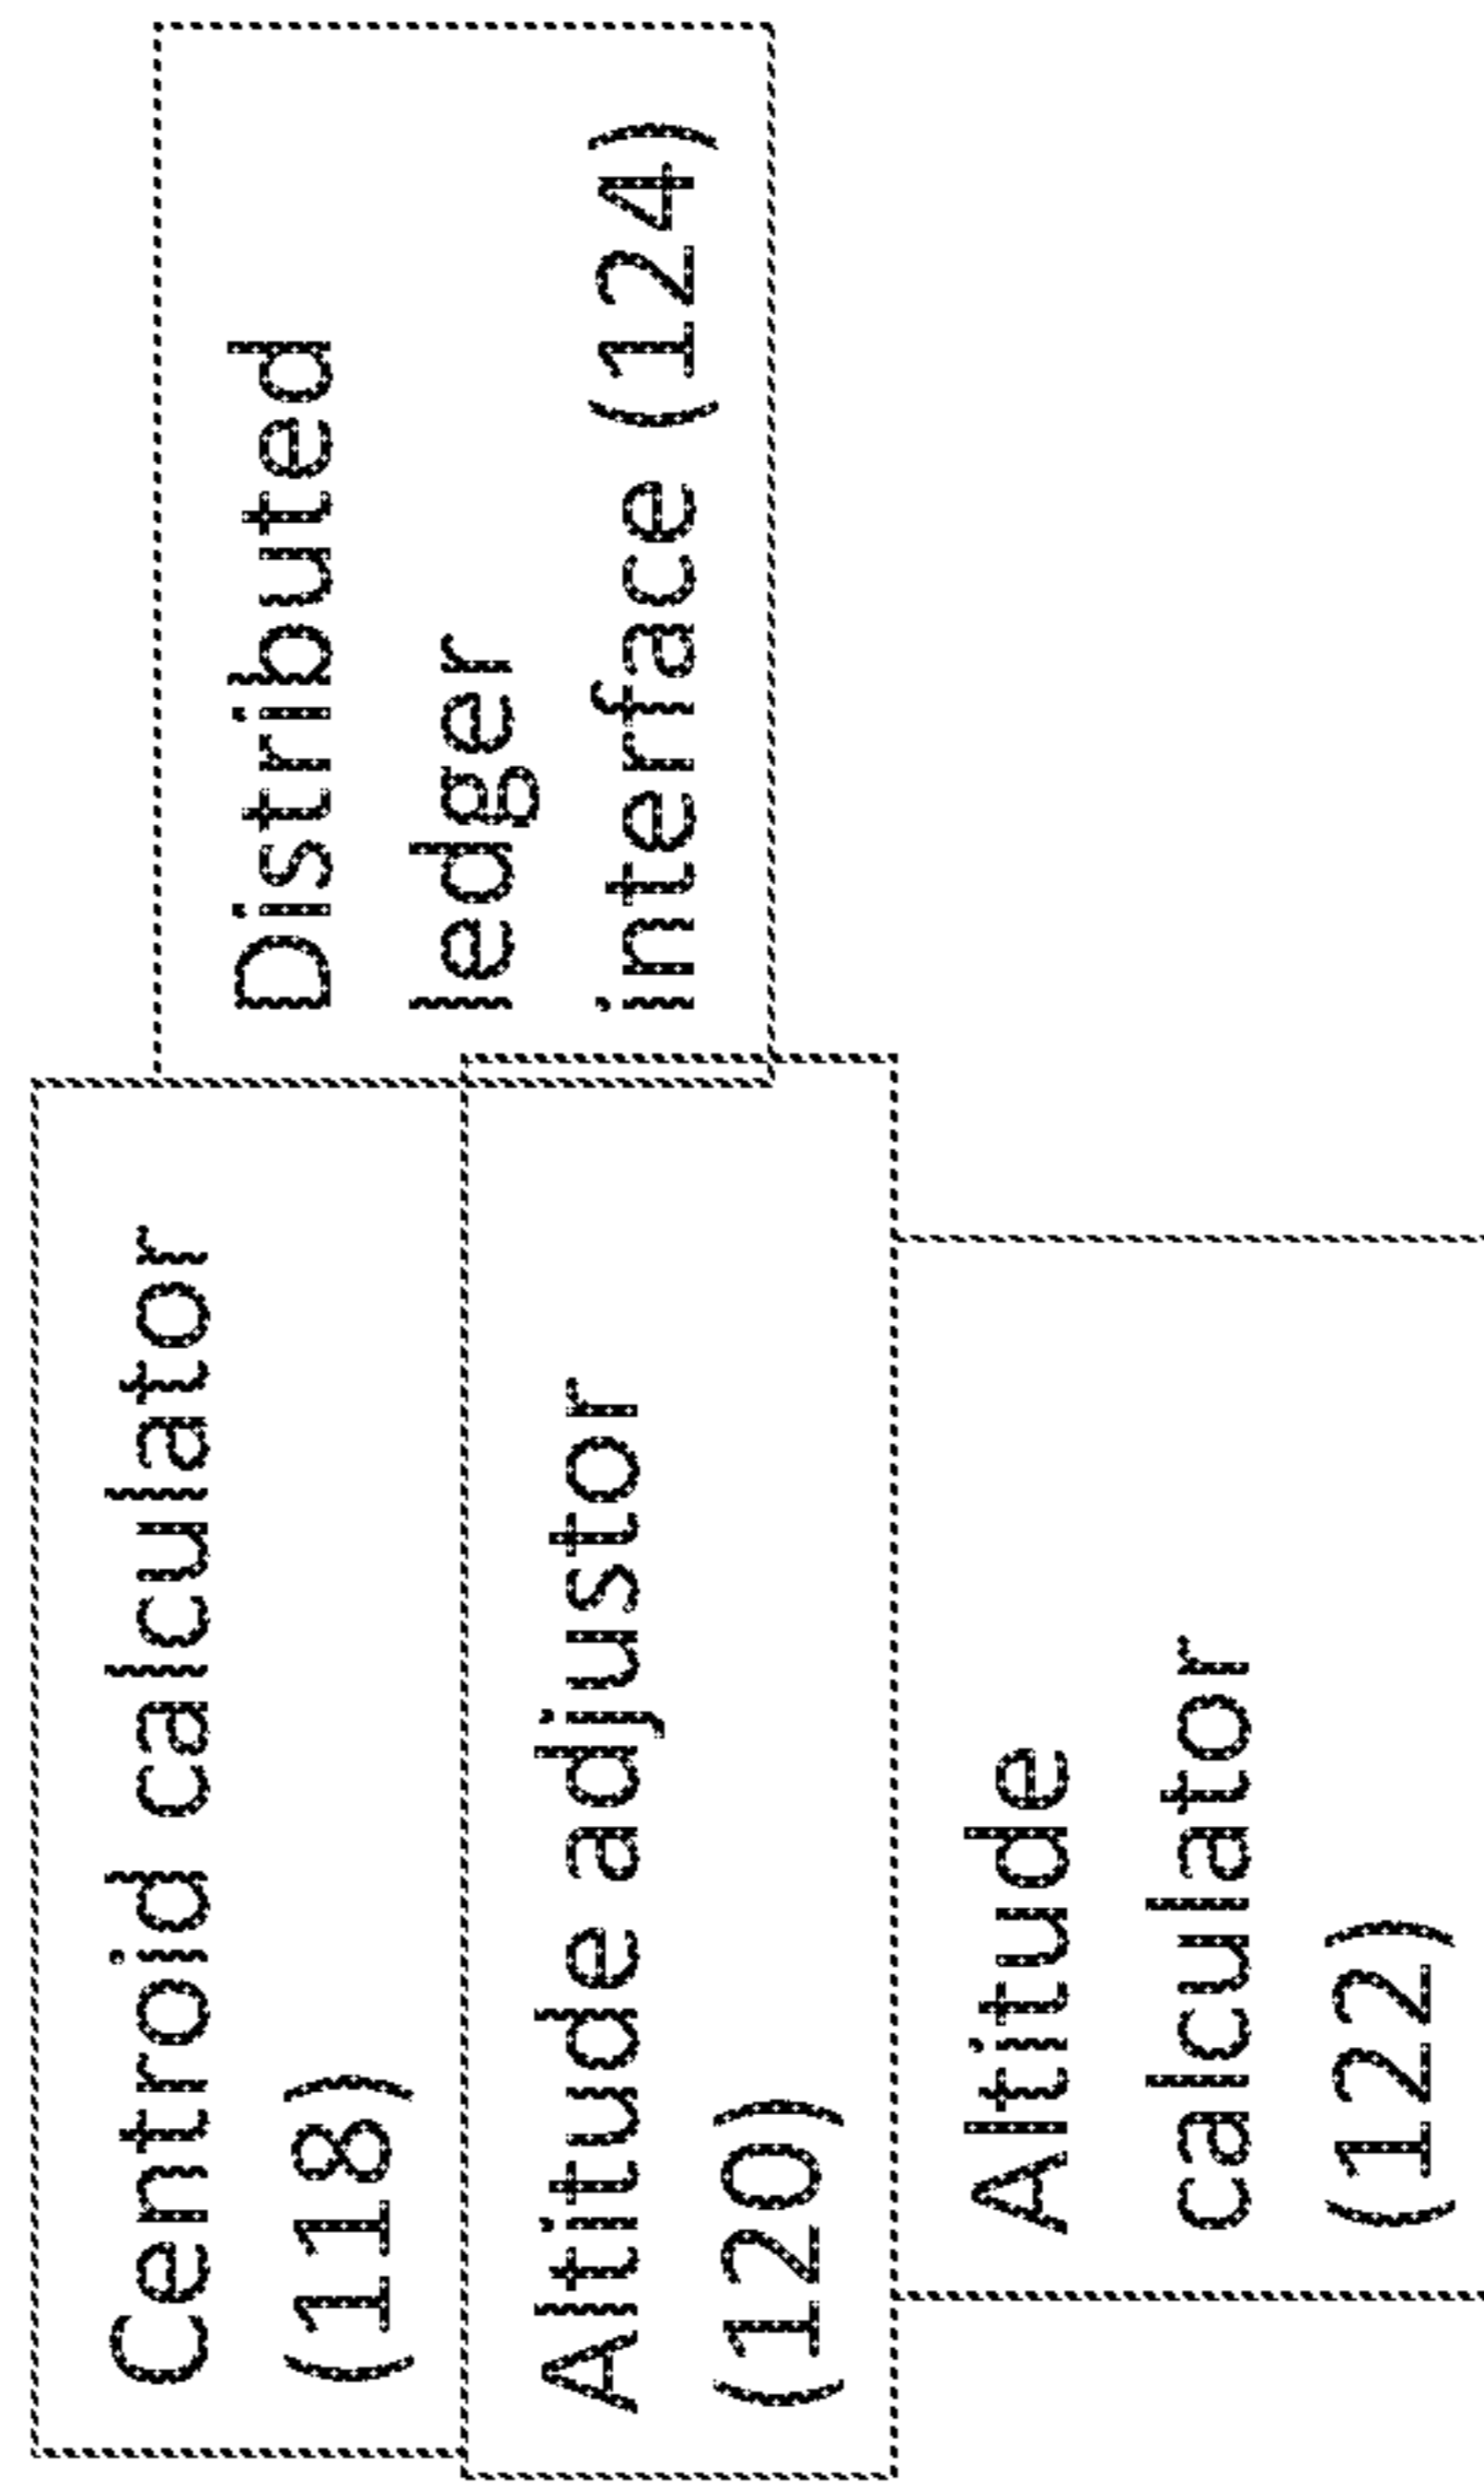 Centroid calculator
(118)
Altitude adjustor
(120)
Altitude
calculator
(122)
Distributed
ledger
interface (124)